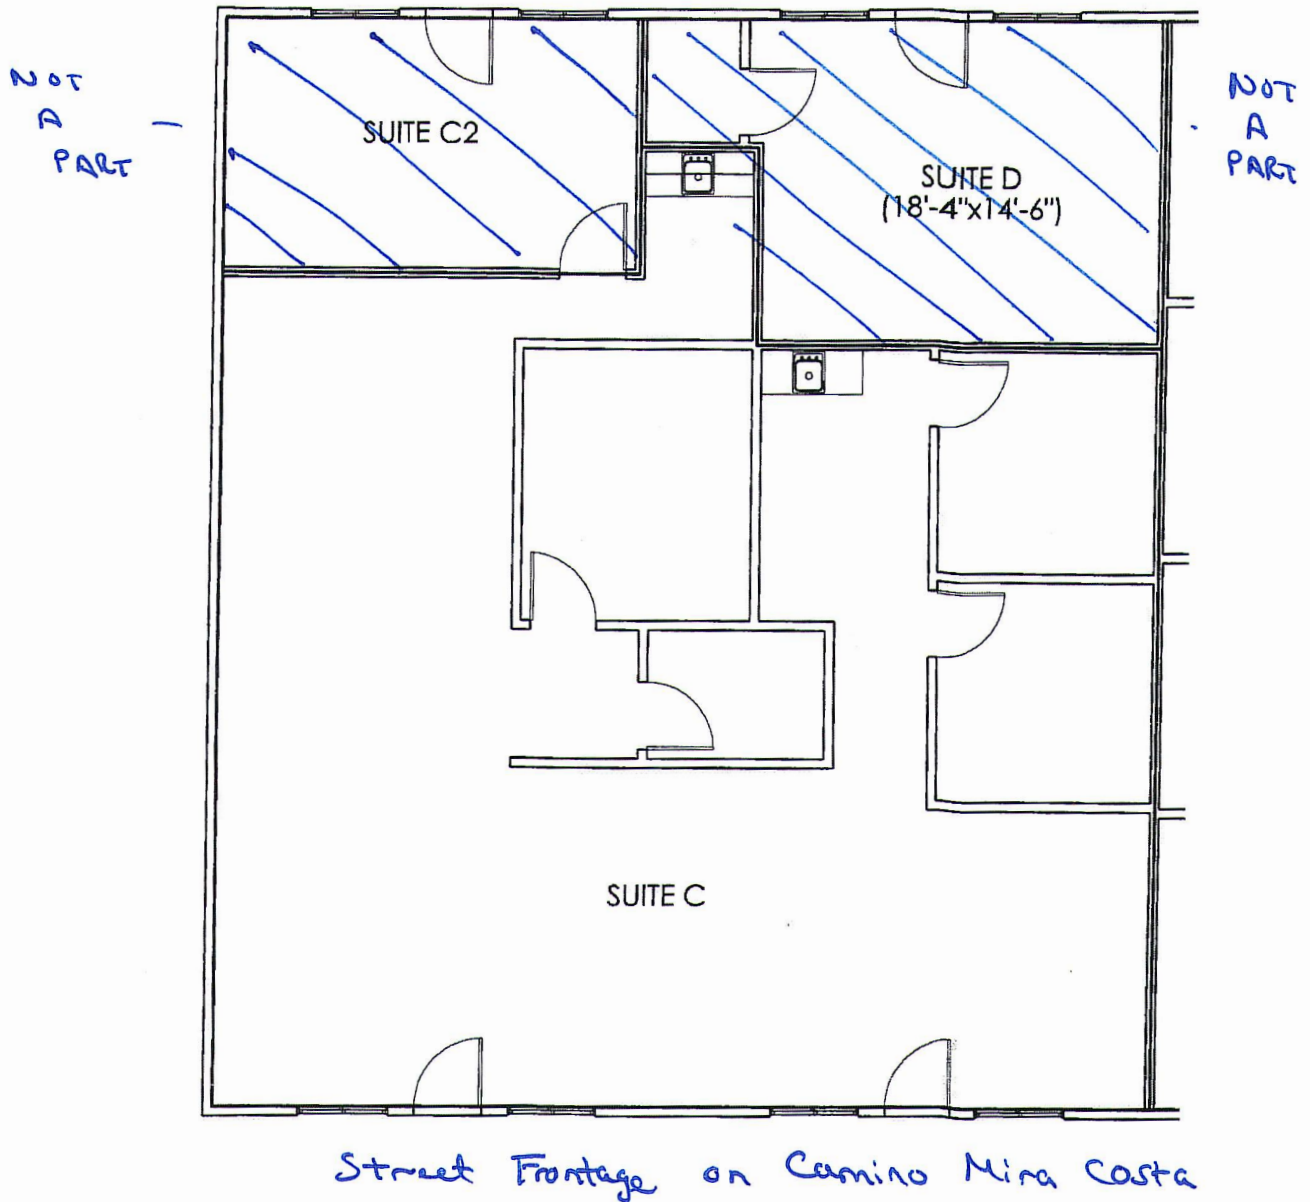 NOT
A
PART
SUITE C2
NOT
A
PART
SUITE D
(18'-4"x14'-6")
SUITE C
Street Frontage on Camino Mira Costa